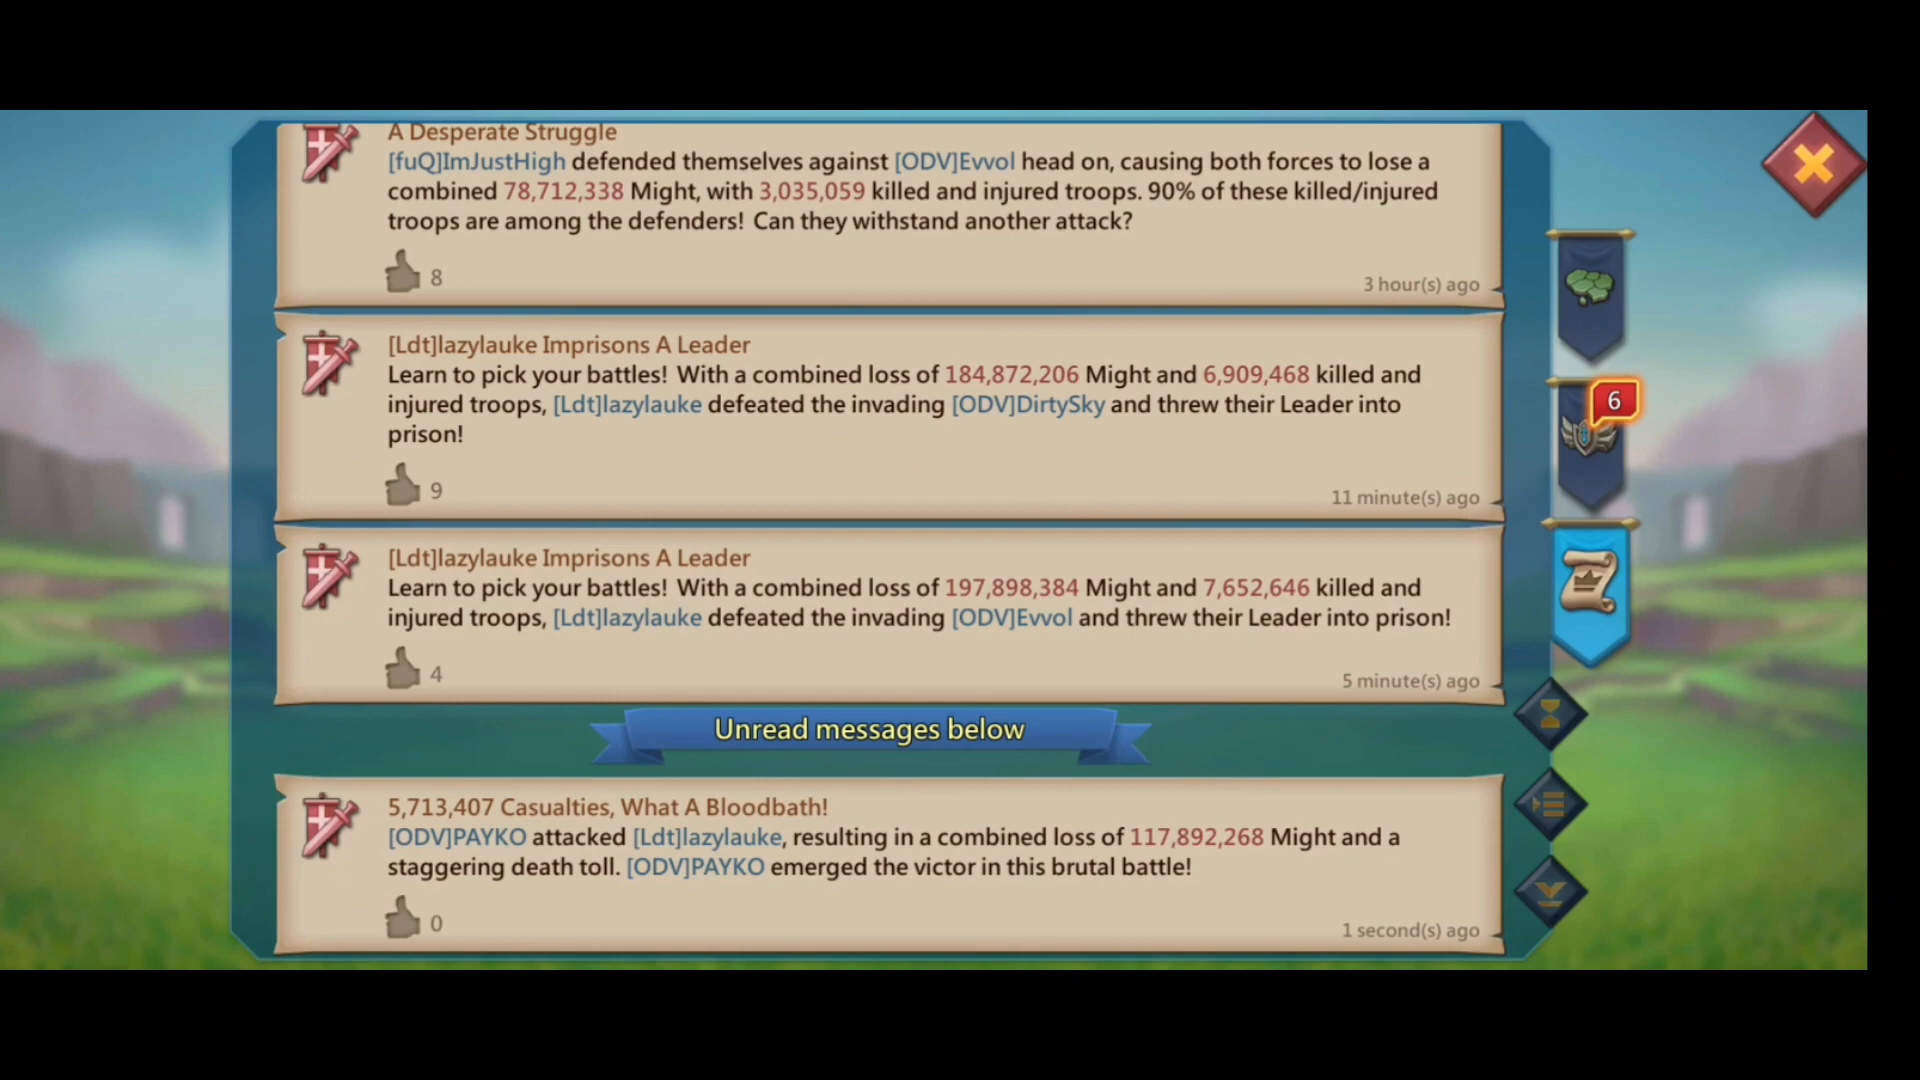 A Desperate Struggle
[fuQ]ImJustHigh defended themselves against [ODV]Evvol head on, causing both forces to lose a
combined 78,712,338 Might, with 3,035,059 killed and injured troops. 90% of these killed/injured
troops are among the defenders! Can they withstand another attack?
8
3 hour(s) ago
[Ldt]lazylauke Imprisons A Leader
Learn to pick your battles! With a combined loss of 184,872,206 Might and 6,909,468 killed and
injured troops, [Ldt]lazylauke defeated the invading [ODV]DirtySky and threw their Leader into
prison!
9
11 minute(s) ago
6
[Ldt]lazylauke Imprisons A Leader
Learn to pick your battles! With a combined loss of 197,898,384 Might and 7,652,646 killed and
injured troops, [Ldt]lazylauke defeated the invading [ODV]Evvol and threw their Leader into prison!
4
5 minute(s) ago
Unread messages below
5,713,407 Casualties, What A Bloodbath!
[ODV]PAYKO attacked [Ldt]lazylauke, resulting in a combined loss of 117,892,268 Might and a
staggering death toll. [ODV]PAYKO emerged the victor in this brutal battle!
0
1 second(s) ago